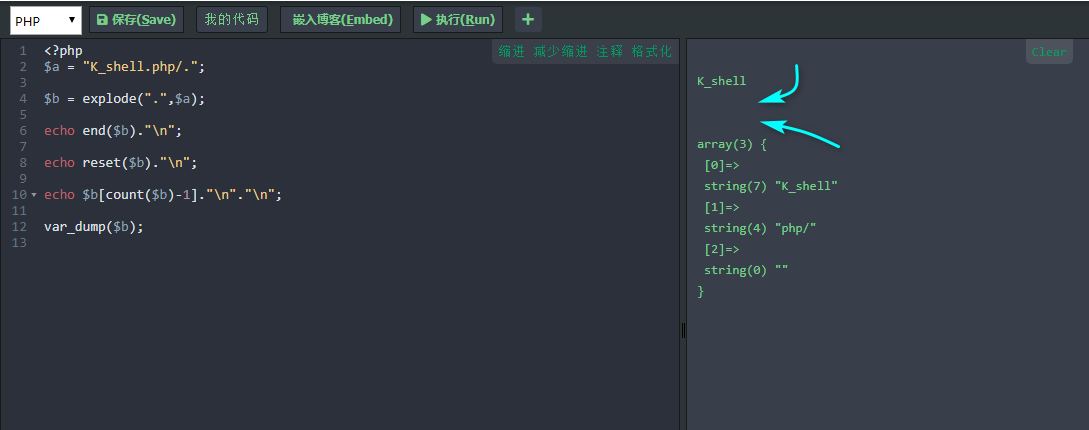 PHP 保存(Save) 我的代码 嵌入博客(Embed) 执行(Run) +
缩进 减少缩进 注释 格式化
1 <?php
2 $a = "K_shell.php/.";
3
4 $b = explode(".",$a);
5
6 echo end($b)."\n";
7
8 echo reset($b)."\n";
9
10 echo $b[count($b)-1]."\n"."\n";
11
12 var_dump($b);
13
Clear
K_shell
array(3) {
[0]=>
string(7) "K_shell"
[1]=>
string(4) "php/"
[2]=>
string(0) ""
}